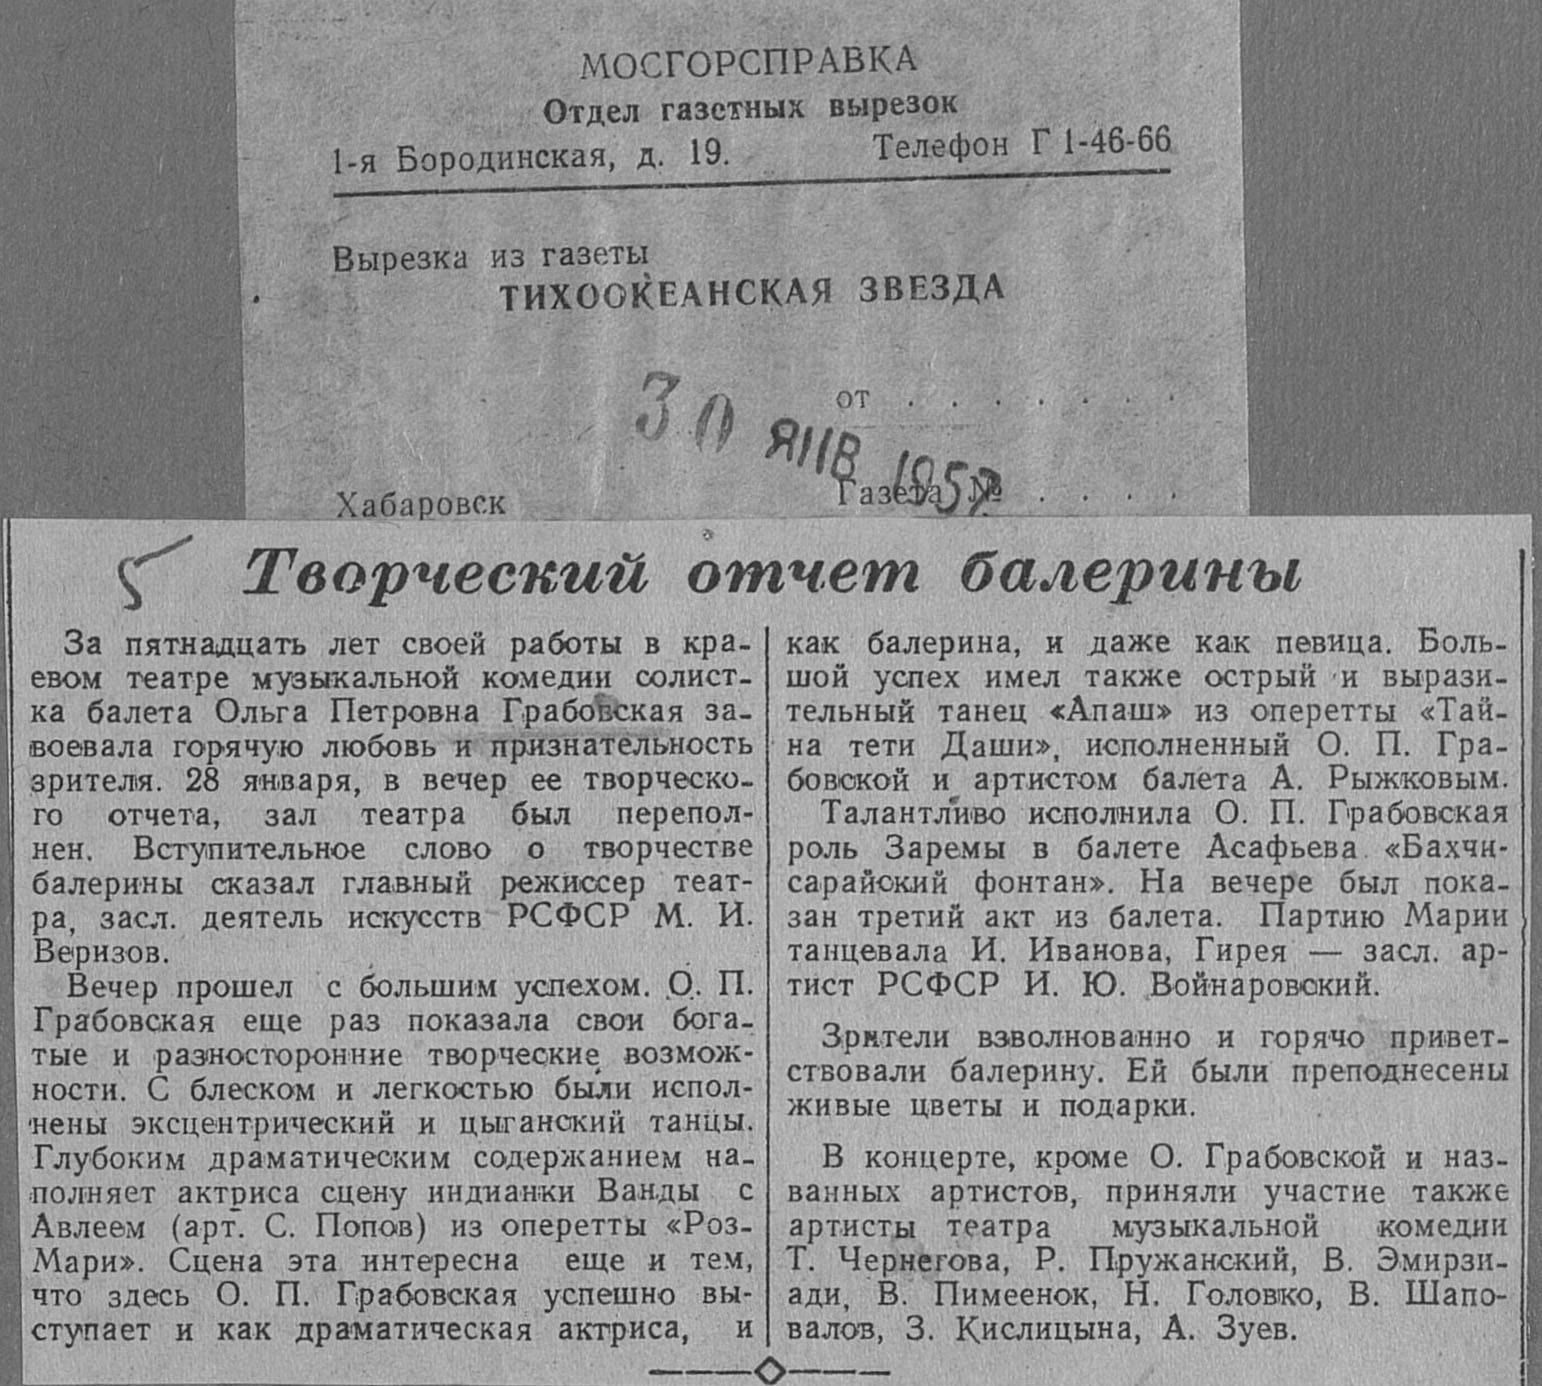 МОСГОРСПРАВКА
Отдел газетных вырезок
1-я Бородинская, д. 19. Телефон Г 1-46-66
Вырезка из газеты
ТИХООКЕАНСКАЯ ЗВЕЗДА
от . . . . . . .
30 ЯНВ 1957
Хабаровск Газета № . . . .
5
Творческий отчет балерины
За пятнадцать лет своей работы в кра-
евом театре музыкальной комедии солист-
ка балета Ольга Петровна Грабовская за-
воевала горячую любовь и признательность
зрителя. 28 января, в вечер ее творческо-
го отчета, зал театра был перепол-
нен. Вступительное слово о творчестве
балерины сказал главный режиссер теат-
ра, засл. деятель искусств РСФСР М. И.
Веризов.
Вечер прошел с большим успехом. О. П.
Грабовская еще раз показала свои бога-
тые и разносторонние творческие возмож-
ности. С блеском и легкостью были испол-
нены эксцентрический и цыганский танцы.
Глубоким драматическим содержанием на-
полняет актриса сцену индианки Ванды с
Авлеем (арт. С. Попов) из оперетты «Роз-
Мари». Сцена эта интересна еще и тем,
что здесь О. П. Грабовская успешно вы-
ступает и как драматическая актриса, и
как балерина, и даже как певица. Боль-
шой успех имел также острый и вырази-
тельный танец «Апаш» из оперетты «Тай-
на тети Даши», исполненный О. П. Гра-
бовской и артистом балета А. Рыжковым.
Талантливо исполнила О. П. Грабовская
роль Заремы в балете Асафьева «Бахчи-
сарайский фонтан». На вечере был пока-
зан третий акт из балета. Партию Марии
танцевала И. Иванова, Гирея — засл. ар-
тист РСФСР И. Ю. Войнаровский.
Зрители взволнованно и горячо привет-
ствовали балерину. Ей были преподнесены
живые цветы и подарки.
В концерте, кроме О. Грабовской и наз-
ванных артистов, приняли участие также
артисты театра музыкальной комедии
Т. Чернегова, Р. Пружанский, В. Эмирзи-
ади, В. Пимеенок, Н. Головко, В. Шапо-
валов, З. Кислицына, А. Зуев.